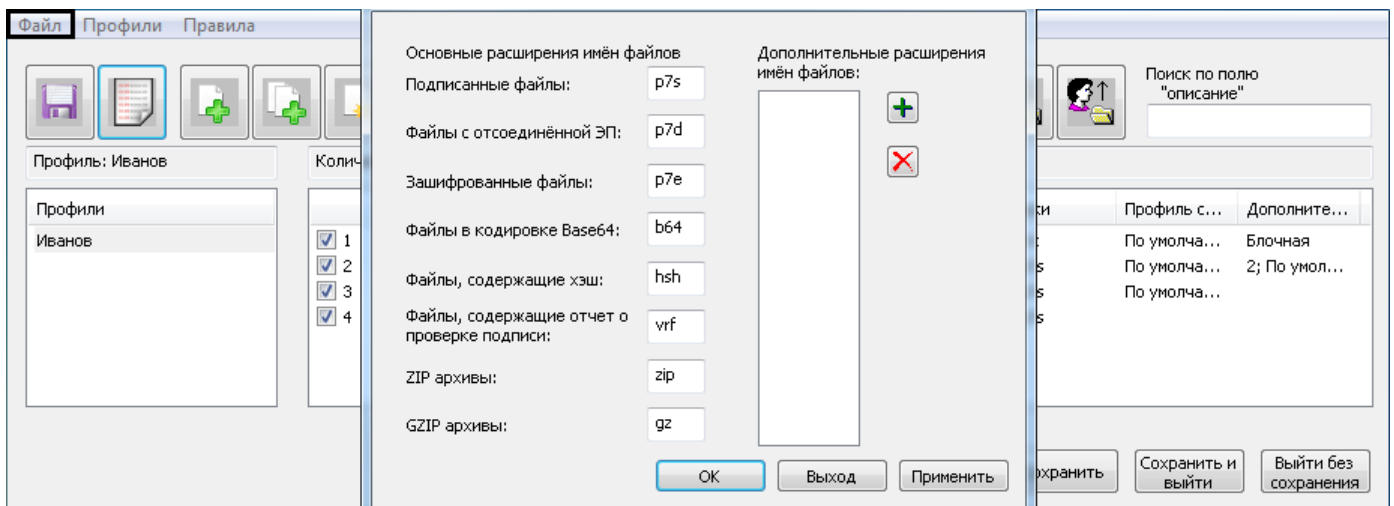 Файл Профили Правила
Поиск по полю
"описание"
Профиль: Иванов
Профили
Иванов
1
2
3
4
Основные расширения имён файлов
Подписанные файлы: p7s
Файлы с отсоединённой ЭП: p7d
Зашифрованные файлы: p7e
Файлы в кодировке Base64: b64
Файлы, содержащие хэш: hsh
Файлы, содержащие отчет о
проверке подписи: vrf
ZIP архивы: zip
GZIP архивы: gz
Дополнительные расширения
имён файлов:
OK Выход Применить
Профиль с... Дополните...
По умолча... Блочная
По умолча... 2; По умол...
По умолча...
Сохранить и
выйти
Выйти без
сохранения